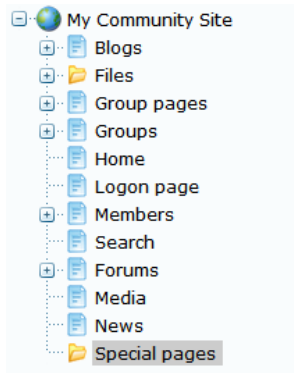 My Community Site
Blogs
Files
Group pages
Groups
Home
Logon page
Members
Search
Forums
Media
News
Special pages